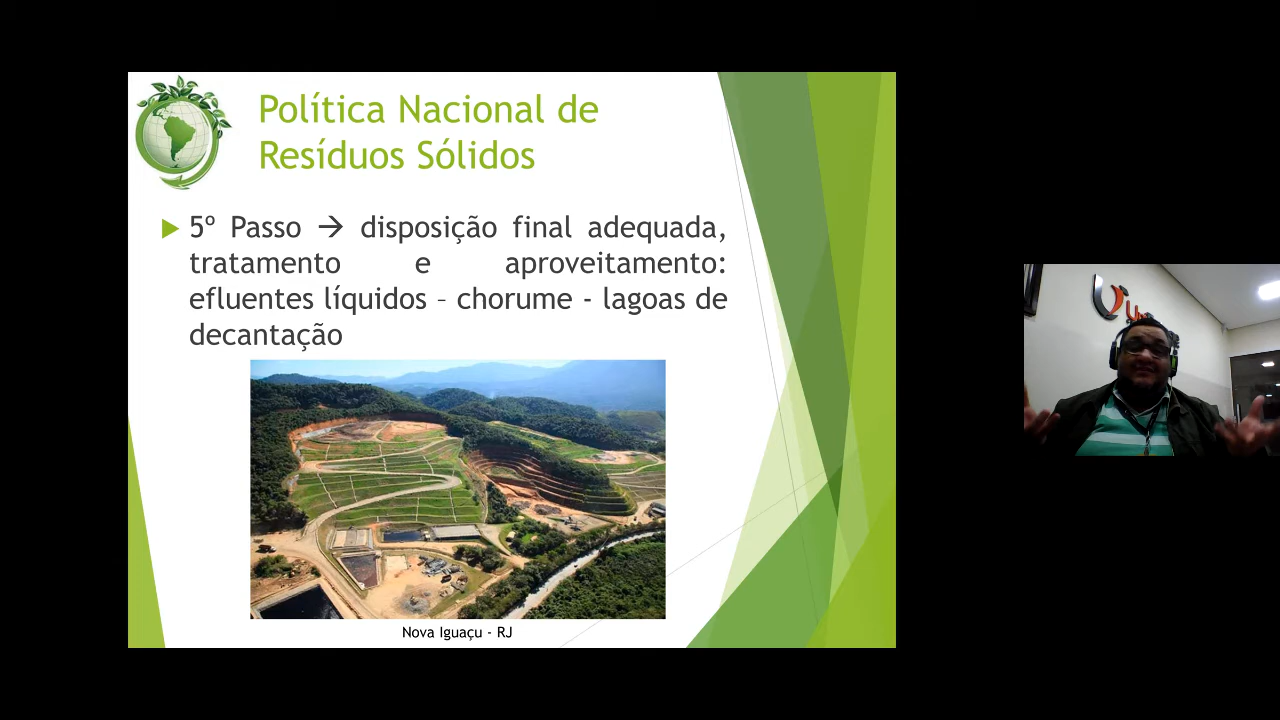 Política Nacional de
Resíduos Sólidos
5º Passo → disposição final adequada,
tratamento e aproveitamento:
efluentes líquidos – chorume - lagoas de
decantação
Nova Iguaçu - RJ